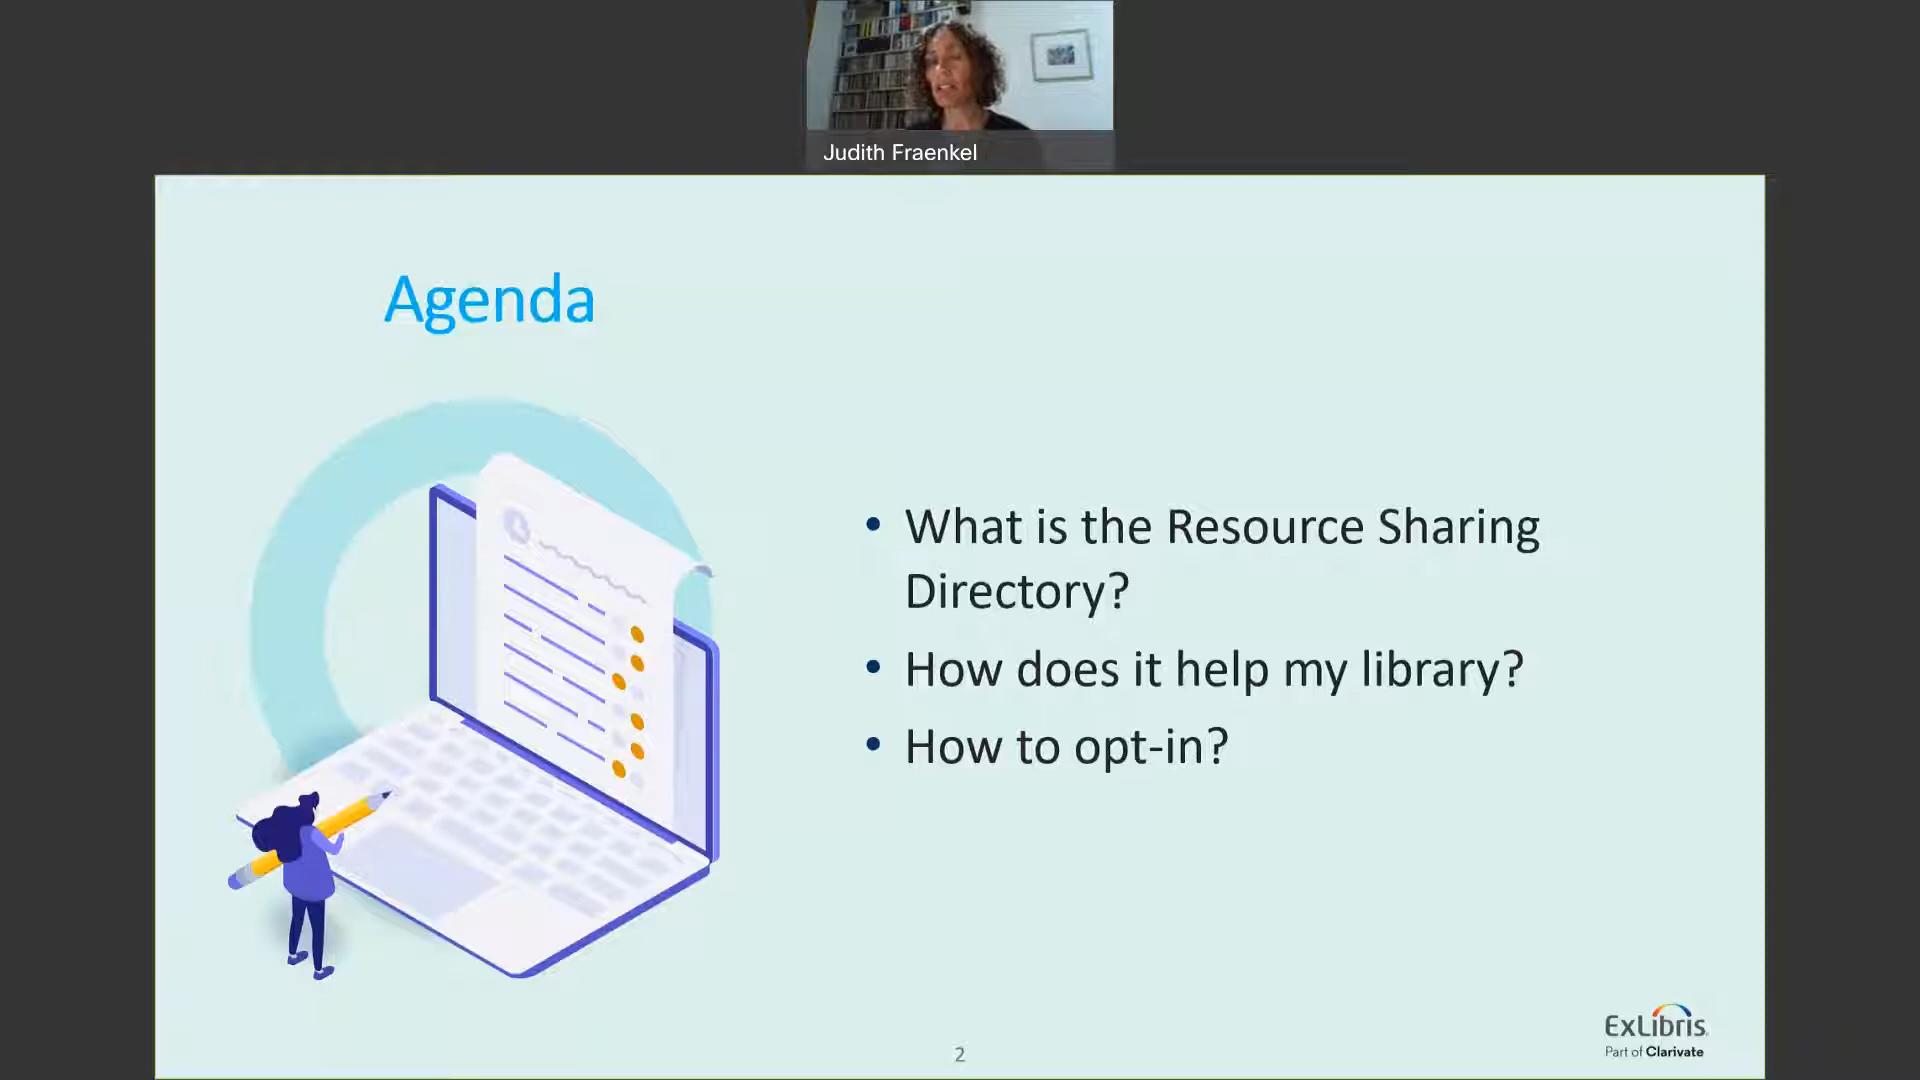 Judith Fraenkel
Agenda
• What is the Resource Sharing
Directory?
• How does it help my library?
• How to opt-in?
ExLibris
Part of Clarivate
2